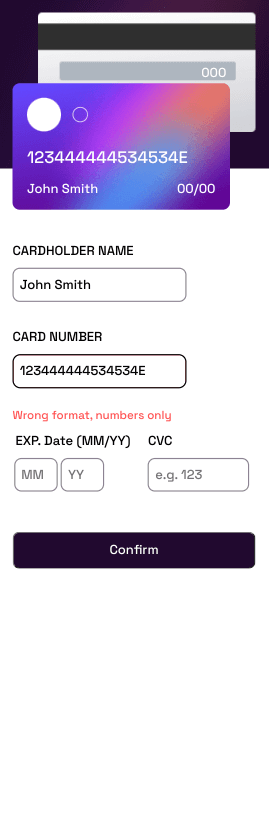 000
123444444534534E
John Smith 00/00
CARDHOLDER NAME
John Smith
CARD NUMBER
123444444534534E
Wrong format, numbers only
EXP. Date (MM/YY) CVC
MM YY e.g. 123
Confirm